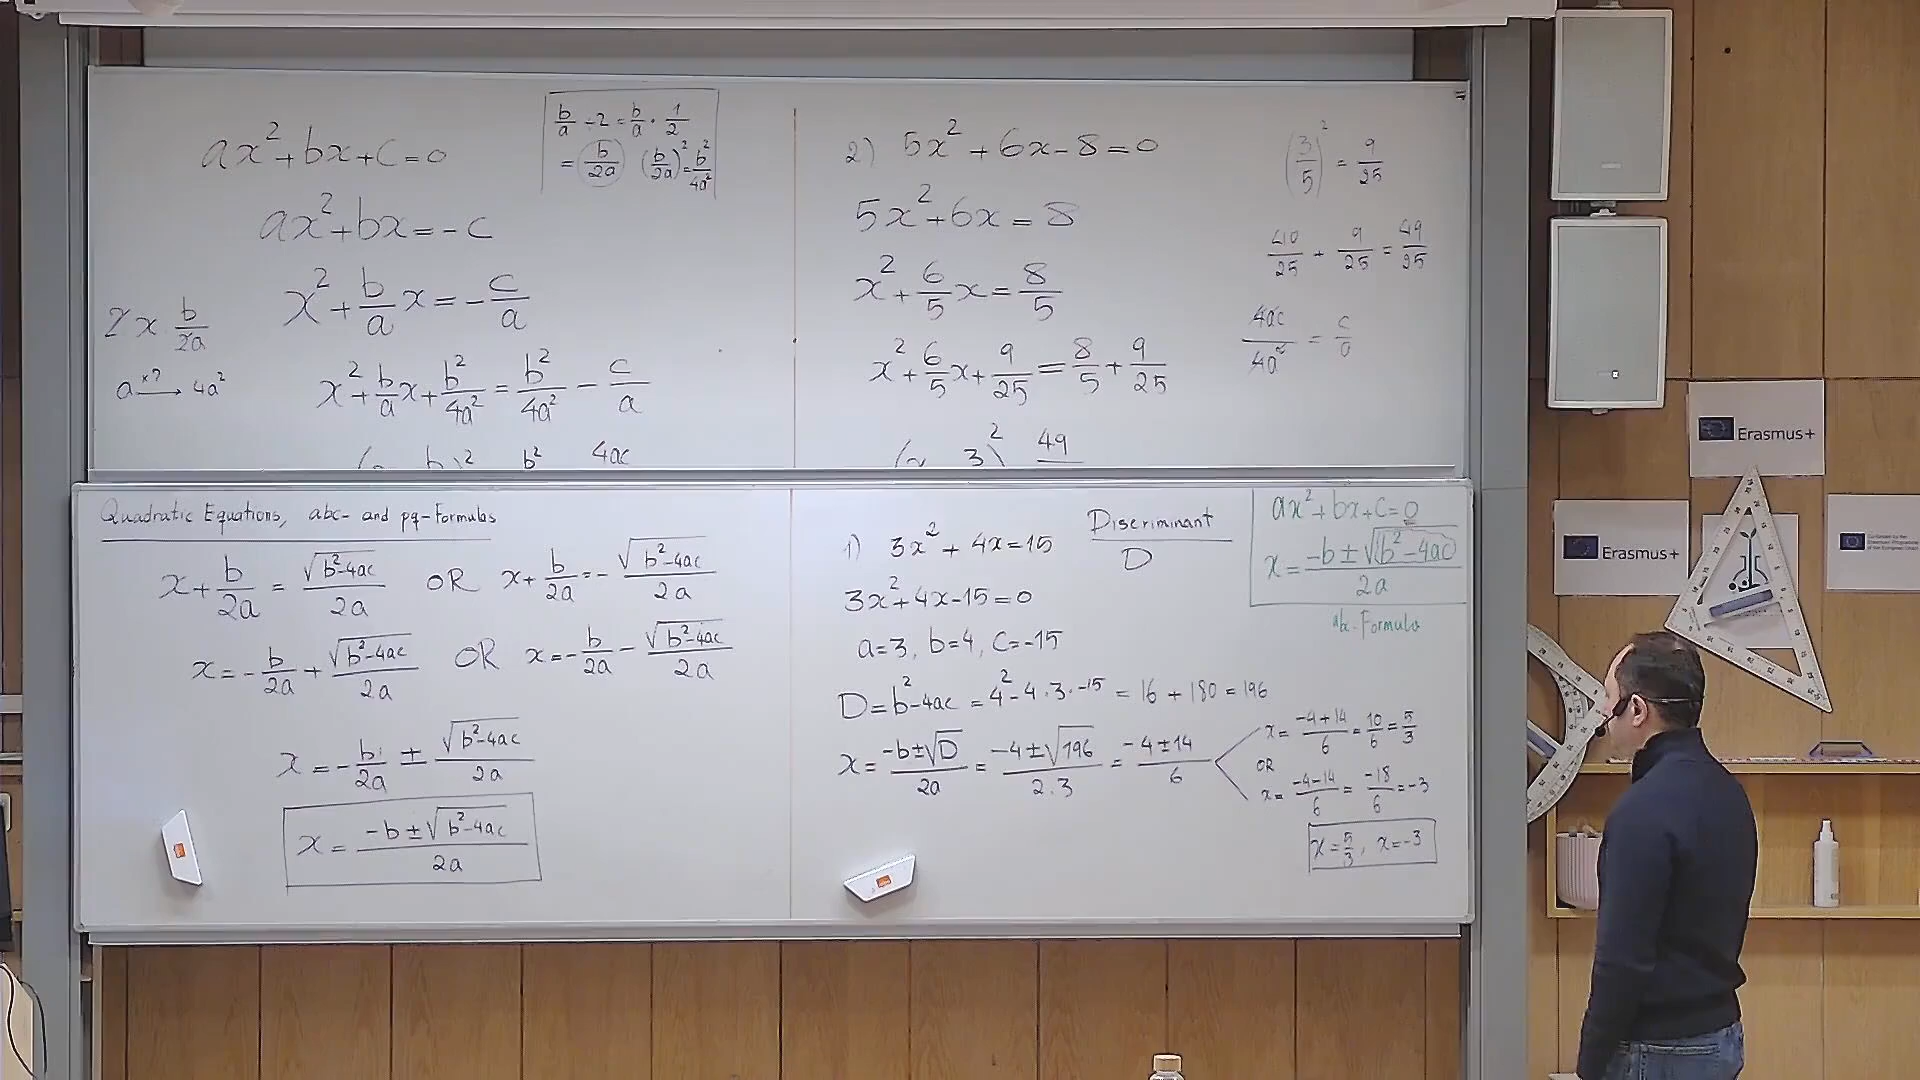 ax² + bx + c = 0
ax² + bx = -c
x² + b/a x = -c/a
x² + b/a x + b²/4a² = b²/4a² - c/a
b² 4ac
b/a ÷ 2 = b/a · 1/2
= b/2a (b/2a)² = b²/4a²
2x b/2a
a ×?→ 4a²
2) 5x² + 6x - 8 = 0
5x² + 6x = 8
x² + 6/5 x = 8/5
x² + 6/5 x + 9/25 = 8/5 + 9/25
3)² 49
(3/5)² = 9/25
40/25 + 9/25 = 49/25
4ac/4a² = c/a
Quadratic Equations, abc- and pq-Formulas
x + b/2a = √(b²-4ac)/2a OR x + b/2a = - √(b²-4ac)/2a
x = - b/2a + √(b²-4ac)/2a OR x = - b/2a - √(b²-4ac)/2a
x = - b/2a ± √(b²-4ac)/2a
x = (-b ± √(b²-4ac))/2a
1) 3x² + 4x = 15
3x² + 4x - 15 = 0
a=3, b=4, c=-15
D = b² - 4ac = 4² - 4·3·-15 = 16 + 180 = 196
x = (-b ± √D)/2a = (-4 ± √196)/2·3 = (-4 ± 14)/6
x = (-4+14)/6 = 10/6 = 5/3
OR
x = (-4-14)/6 = -18/6 = -3
x = 5/3, x = -3
Discriminant
D
ax² + bx + c = 0
x = (-b ± √(b²-4ac))/2a
abc-Formula
Erasmus+
Erasmus+